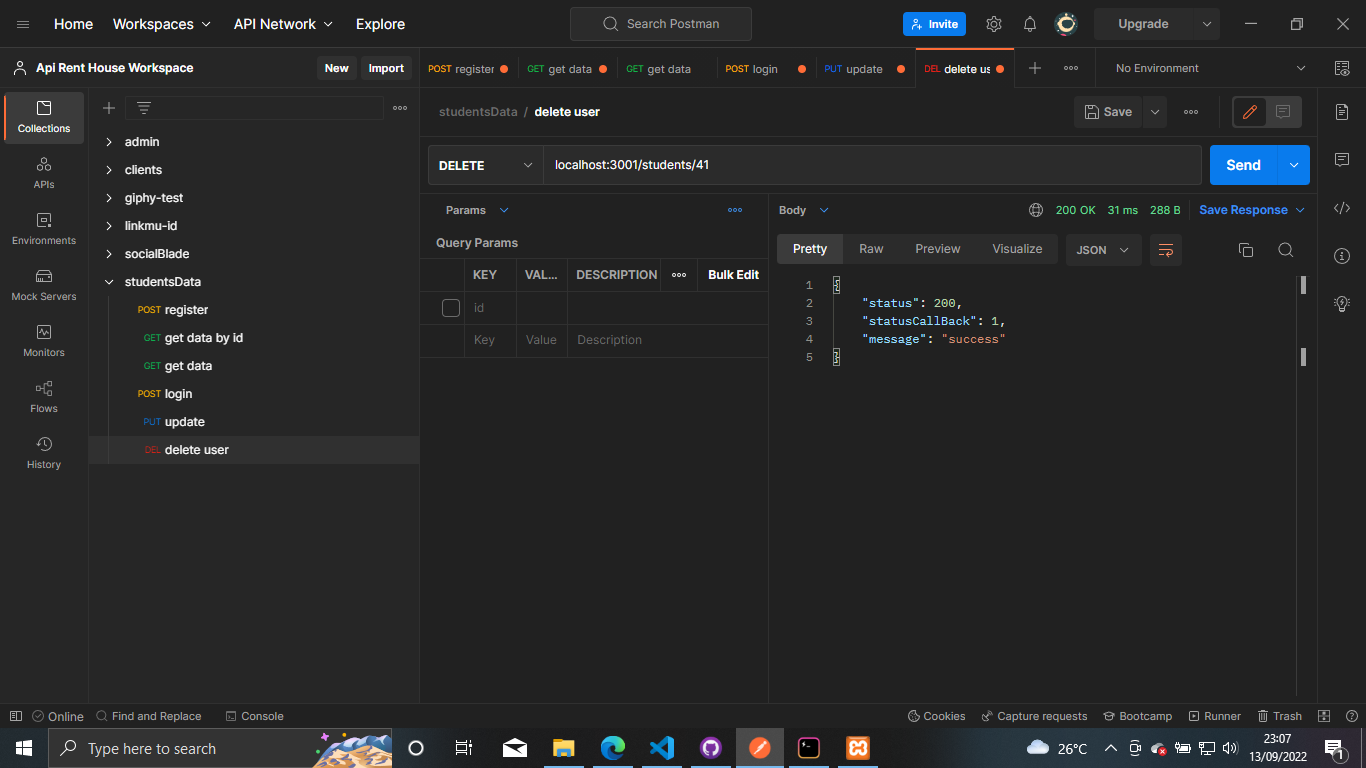 Home Workspaces API Network Explore Search Postman Invite Upgrade
Api Rent House Workspace New Import
POST register GET get data GET get data POST login PUT update DEL delete us No Environment
Collections
APIs
Environments
Mock Servers
Monitors
Flows
History
admin
clients
giphy-test
linkmu-id
socialBlade
studentsData
POST register
GET get data by id
GET get data
POST login
PUT update
DEL delete user
studentsData / delete user Save
DELETE localhost:3001/students/41 Send
Params
Query Params
KEY VAL... DESCRIPTION Bulk Edit
id
Key Value Description
Body 200 OK 31 ms 288 B Save Response
Pretty Raw Preview Visualize JSON
1 {
2 "status": 200,
3 "statusCallBack": 1,
4 "message": "success"
5 }
Online Find and Replace Console Cookies Capture requests Bootcamp Runner Trash
Type here to search 26°C 23:07
13/09/2022 1